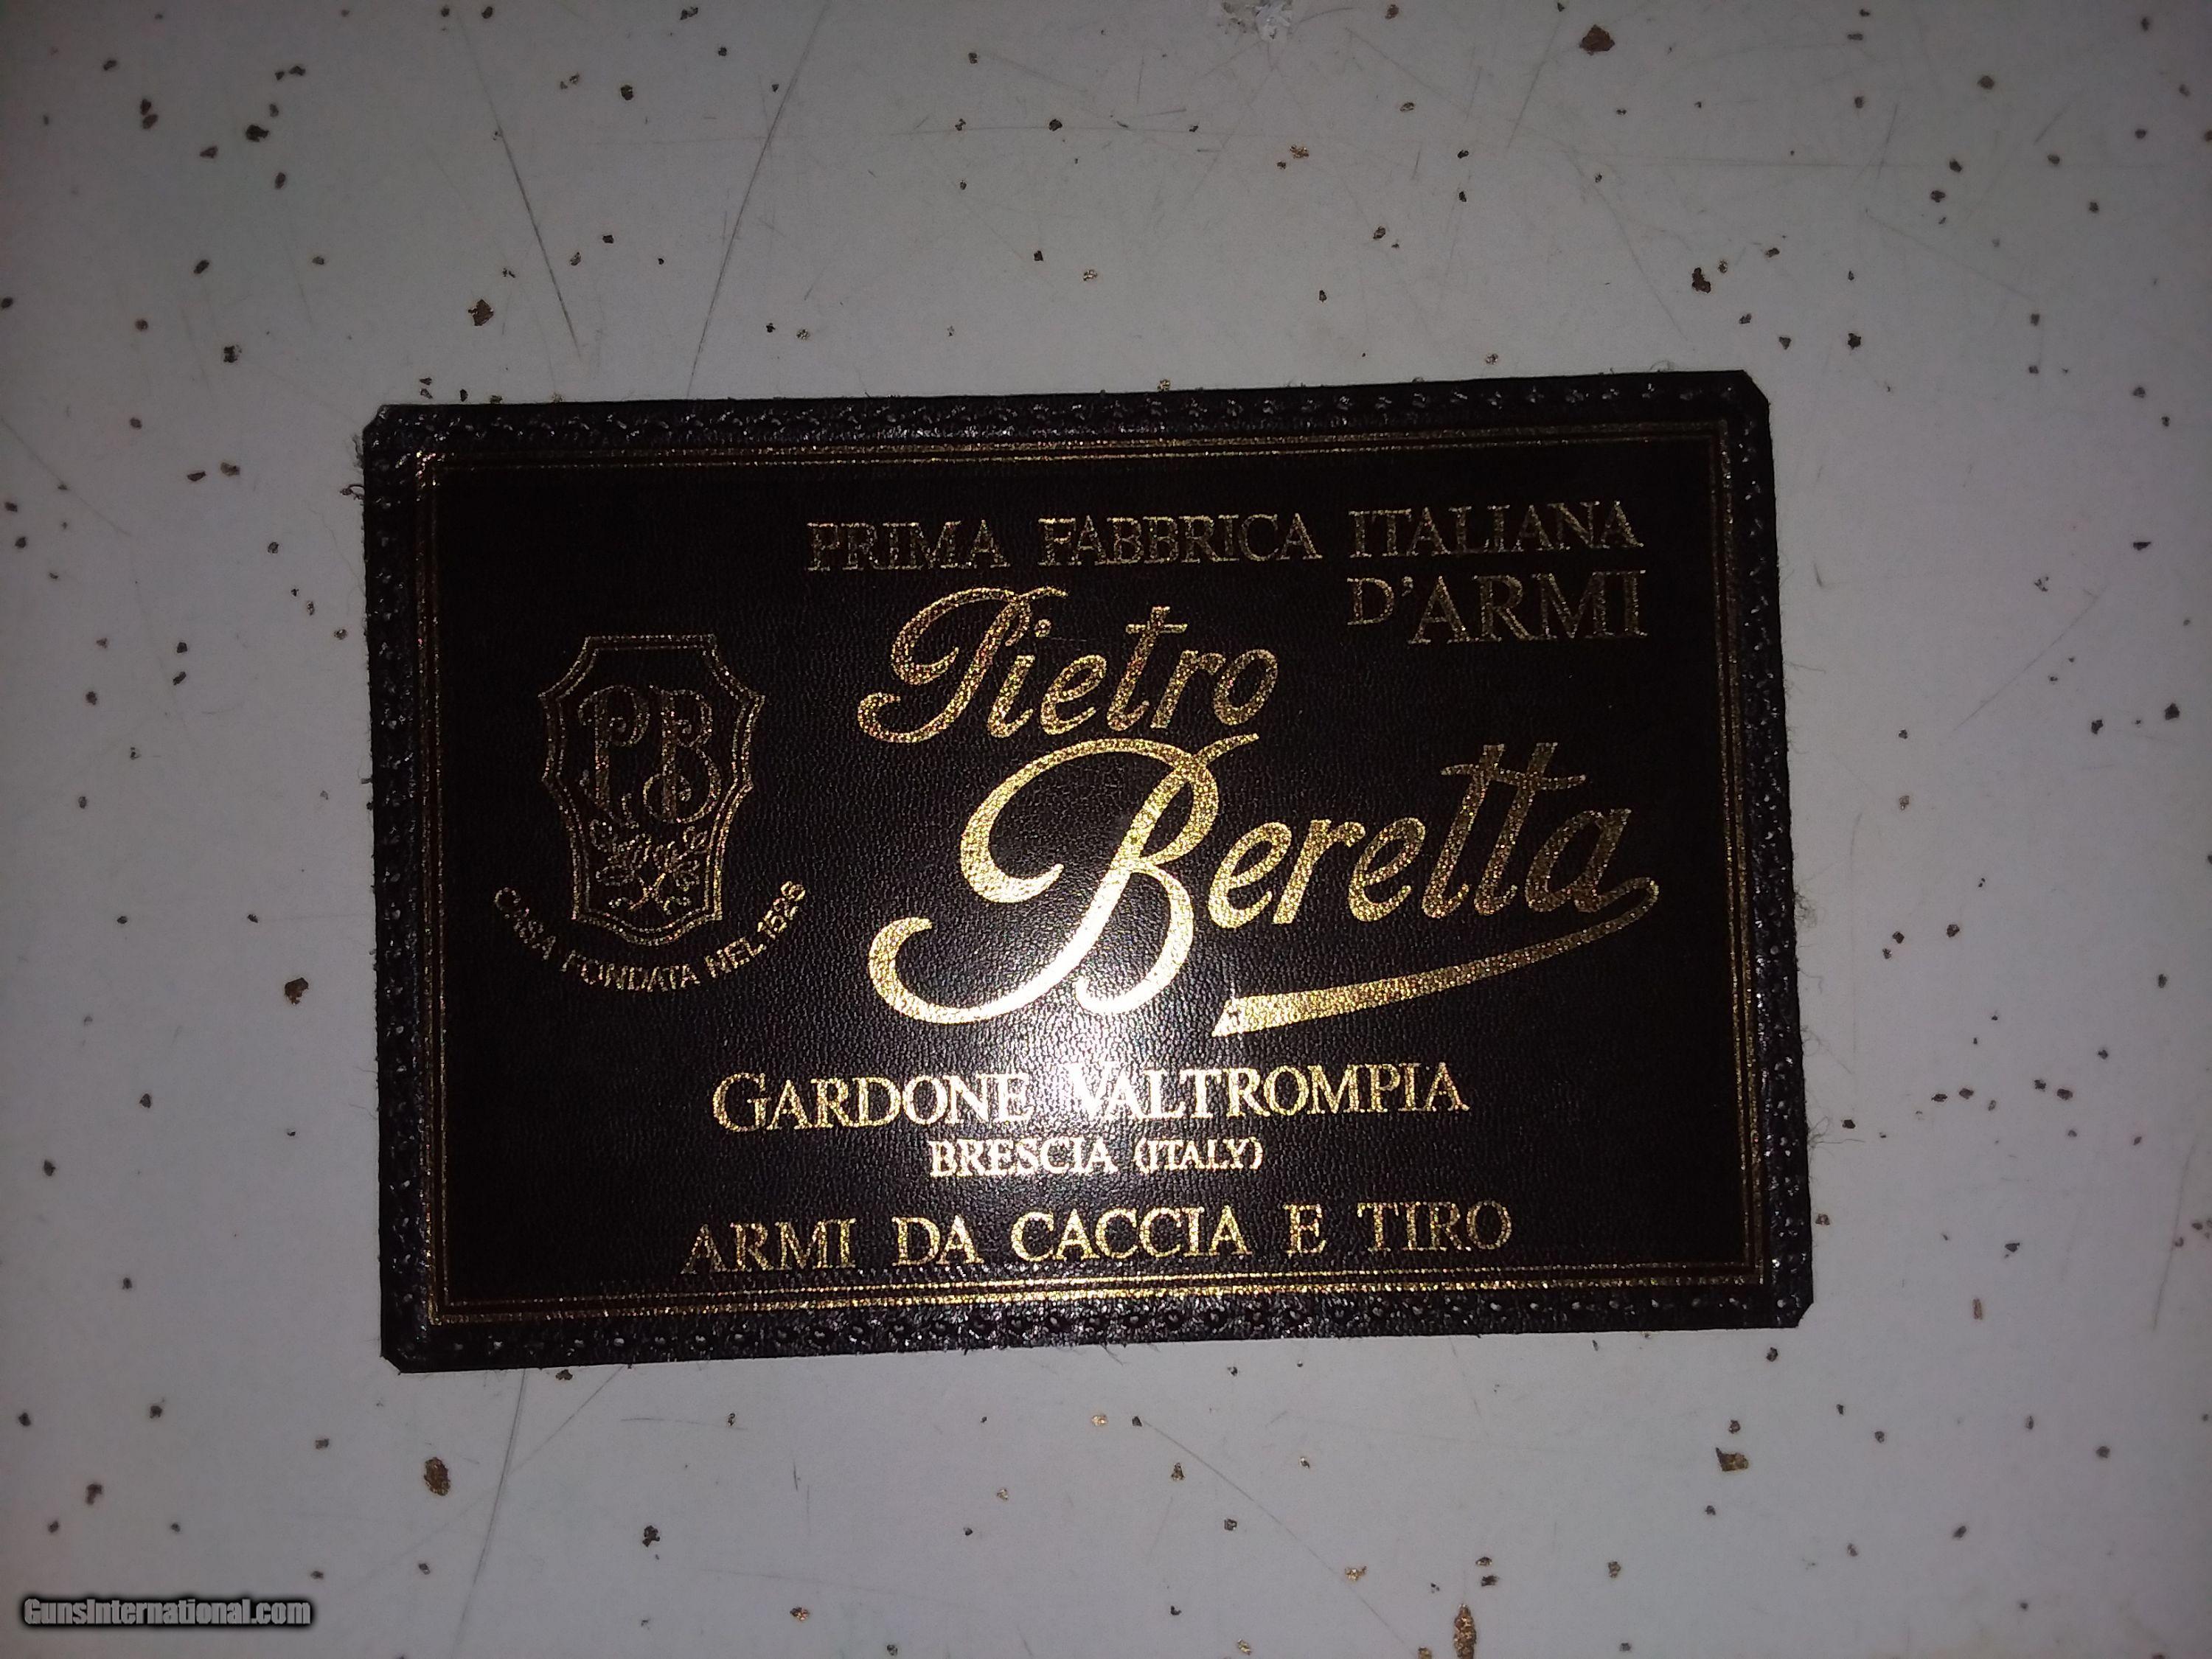 PRIMA FABBRICA ITALIANA
D'ARMI
Pietro
Beretta
PB
CASA FONDATA NEL 1526
GARDONE VALTROMPIA
BRESCIA (ITALY)
ARMI DA CACCIA E TIRO
GunsInternational.com